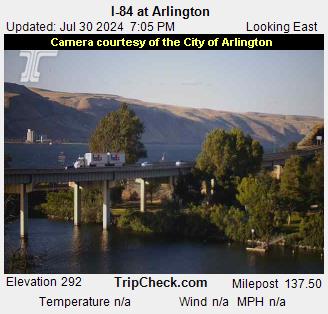 I-84 at Arlington
Updated: Jul 30 2024 7:05 PM Looking East
Camera courtesy of the City of Arlington
Elevation 292 TripCheck.com Milepost 137.50
Temperature n/a Wind n/a MPH n/a